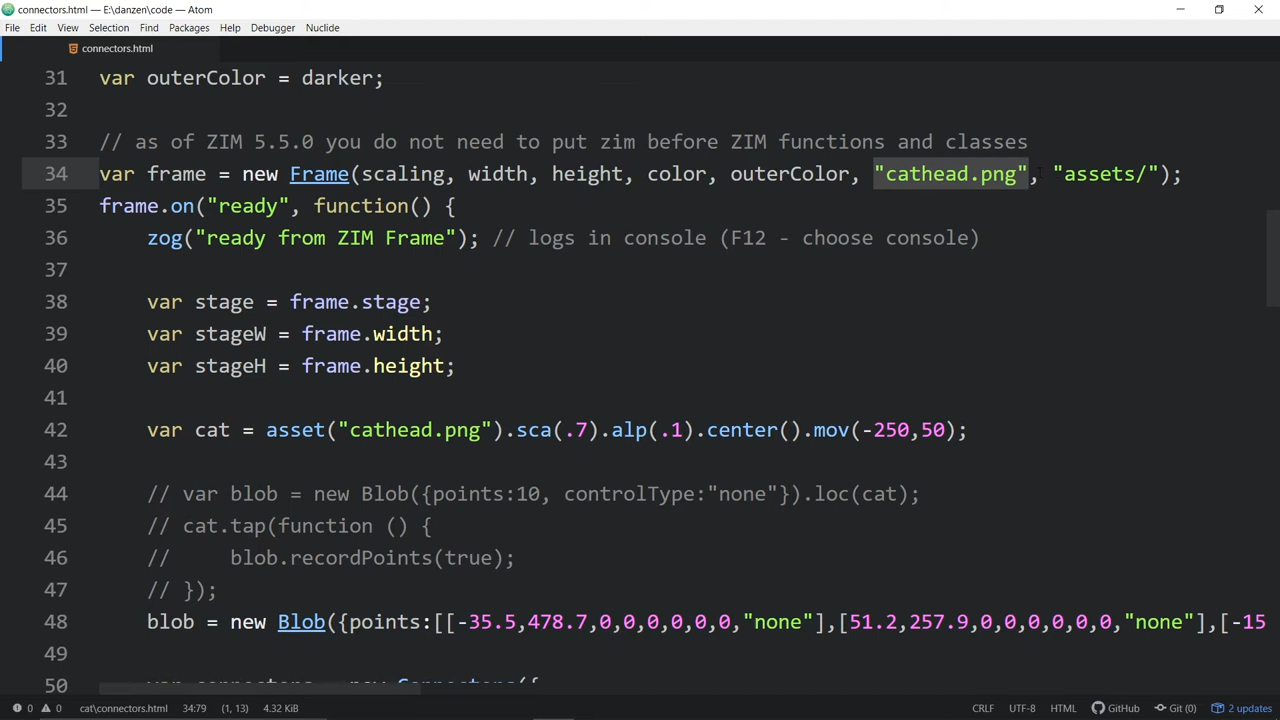 connectors.html — E:\danzen\code — Atom
File Edit View Selection Find Packages Help Debugger Nuclide
connectors.html
31 var outerColor = darker;
32
33 // as of ZIM 5.5.0 you do not need to put zim before ZIM functions and classes
34 var frame = new Frame(scaling, width, height, color, outerColor, "cathead.png", "assets/");
35 frame.on("ready", function() {
36 zog("ready from ZIM Frame"); // logs in console (F12 - choose console)
37
38 var stage = frame.stage;
39 var stageW = frame.width;
40 var stageH = frame.height;
41
42 var cat = asset("cathead.png").sca(.7).alp(.1).center().mov(-250,50);
43
44 // var blob = new Blob({points:10, controlType:"none"}).loc(cat);
45 // cat.tap(function () {
46 // blob.recordPoints(true);
47 // });
48 blob = new Blob({points:[[-35.5,478.7,0,0,0,0,0,0,"none"],[51.2,257.9,0,0,0,0,0,0,"none"],[-15
49
50 var connectors = new Connectors({
0 0 cat\connectors.html 34:79 (1, 13) 4.32 KiB CRLF UTF-8 HTML GitHub Git (0) 2 updates